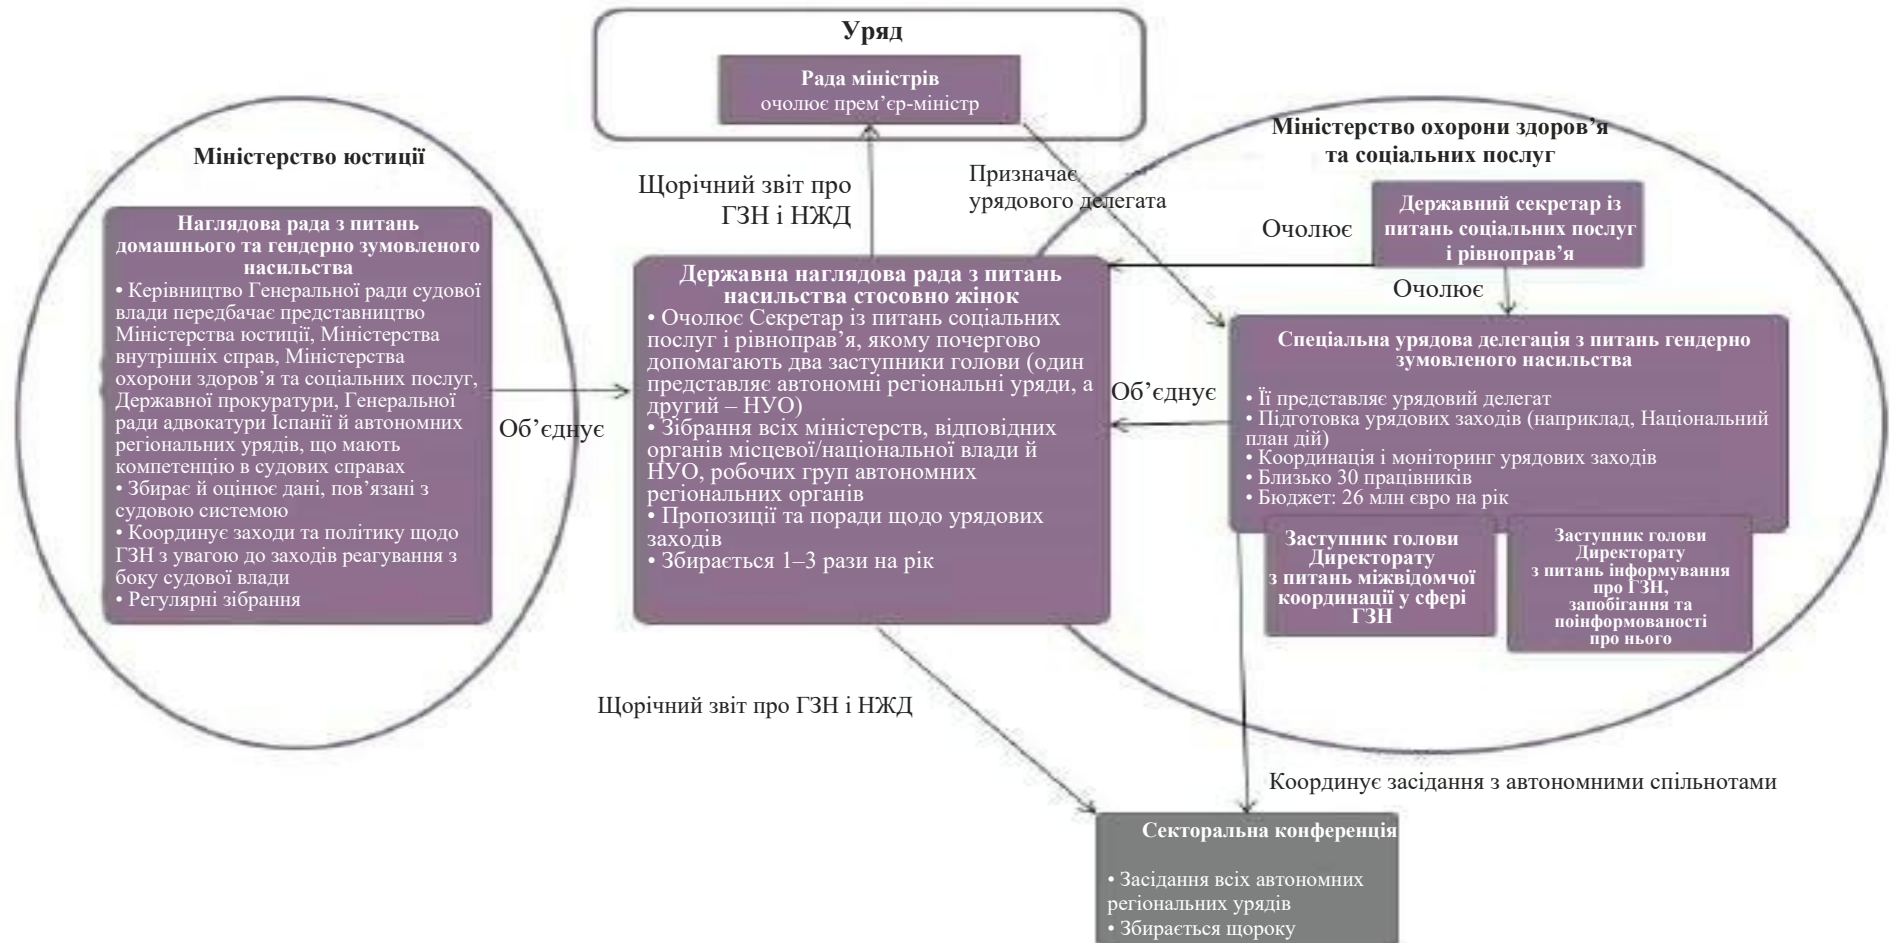 Уряд
Рада міністрів
очолює прем’єр-міністр
Міністерство юстиції
Наглядова рада з питань
домашнього та гендерно зумовленого
насильства
• Керівництво Генеральної ради судової
влади передбачає представництво
Міністерства юстиції, Міністерства
внутрішніх справ, Міністерства
охорони здоров’я та соціальних послуг,
Державної прокуратури, Генеральної
ради адвокатури Іспанії й автономних
регіональних урядів, що мають
компетенцію в судових справах
• Збирає й оцінює дані, пов’язані з
судовою системою
• Координує заходи та політику щодо
ГЗН з увагою до заходів реагування з
боку судової влади
• Регулярні зібрання
Об’єднує
Щорічний звіт про
ГЗН і НЖД
Призначає
урядового делегата
Державна наглядова рада з питань
насильства стосовно жінок
• Очолює Секретар із питань соціальних
послуг і рівноправ’я, якому почергово
допомагають два заступники голови (один
представляє автономні регіональні уряди, а
другий – НУО)
• Зібрання всіх міністерств, відповідних
органів місцевої/національної влади й
НУО, робочих груп автономних
регіональних органів
• Пропозиції та поради щодо урядових
заходів
• Збирається 1–3 рази на рік
Міністерство охорони здоров’я
та соціальних послуг
Державний секретар із
питань соціальних послуг
і рівноправ’я
Очолює
Очолює
Об’єднує
Спеціальна урядова делегація з питань гендерно
зумовленого насильства
• Її представляє урядовий делегат
• Підготовка урядових заходів (наприклад, Національний
план дій)
• Координація і моніторинг урядових заходів
• Близько 30 працівників
• Бюджет: 26 млн євро на рік
Заступник голови
Директорату
з питань міжвідомчої
координації у сфері
ГЗН
Заступник голови
Директорату
з питань інформування
про ГЗН,
запобігання та
поінформованості
про нього
Щорічний звіт про ГЗН і НЖД
Координує засідання з автономними спільнотами
Секторальна конференція
• Засідання всіх автономних
регіональних урядів
• Збирається щороку